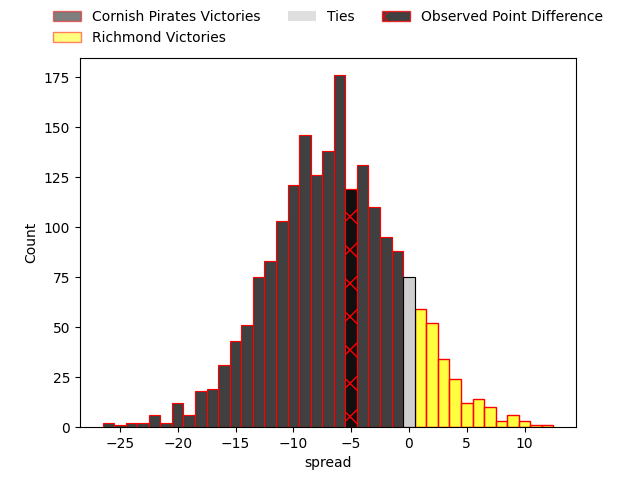 Cornish Pirates Victories
Ties
Observed Point Difference
Richmond Victories
175
150
125
100
75
50
25
0
Count
−25
−20
−15
−10
−5
0
5
10
spread